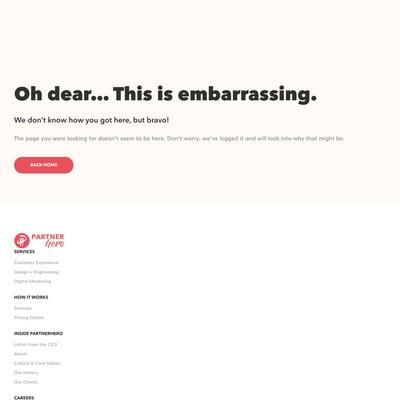 Oh dear... This is embarrassing.
We don't know how you got here, but bravo!
The page you were looking for doesn't seem to be here. Don't worry, we've logged it and will look into why that might be.
BACK HOME
PARTNER
hero
SERVICES
Customer Experience
Design + Engineering
Digital Marketing
HOW IT WORKS
Services
Pricing Details
INSIDE PARTNERHERO
Letter from the CEO
About
Culture & Core Values
Our History
Our Clients
CAREERS